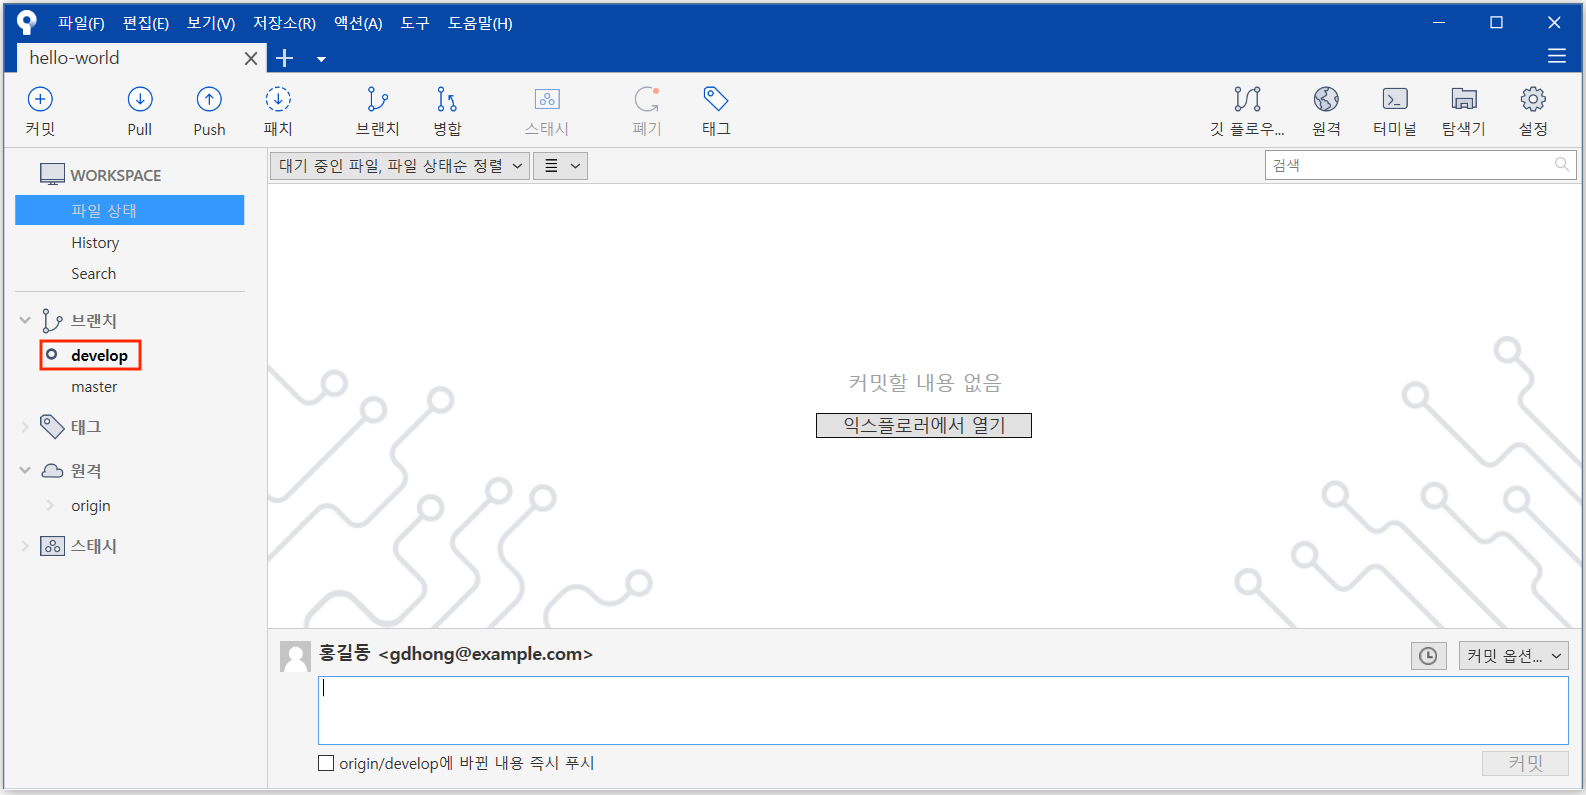 파일(F) 편집(E) 보기(V) 저장소(R) 액션(A) 도구 도움말(H)
hello-world
커밋 Pull Push 패치 브랜치 병합 스태시 폐기 태그 깃 플로우... 원격 터미널 탐색기 설정
WORKSPACE
파일 상태
History
Search
브랜치
develop
master
태그
원격
origin
스태시
대기 중인 파일, 파일 상태순 정렬
검색
커밋할 내용 없음
익스플로러에서 열기
홍길동 <gdhong@example.com>
커밋 옵션...
origin/develop에 바뀐 내용 즉시 푸시
커밋